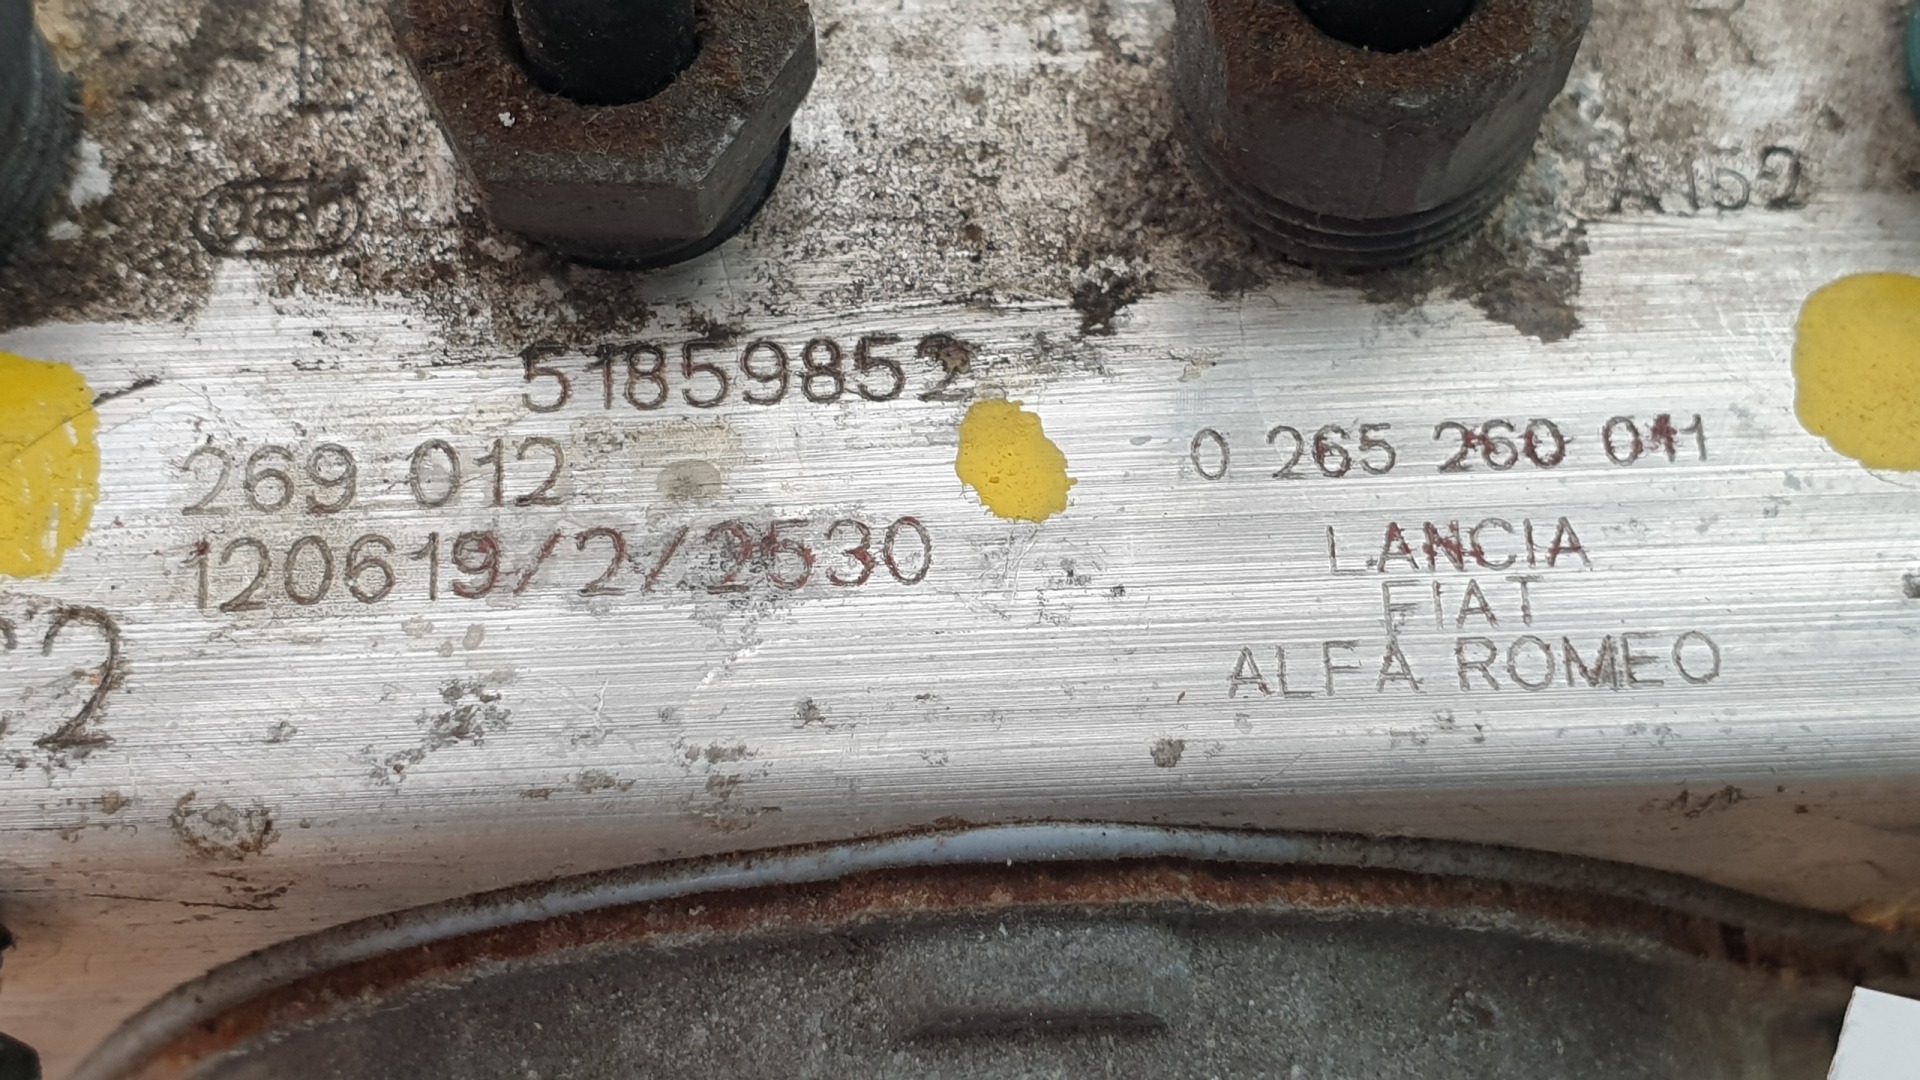 A152
51859852
269 012
0 265 260 011
120619/2/2530
LANCIA
FIAT
ALFA ROMEO